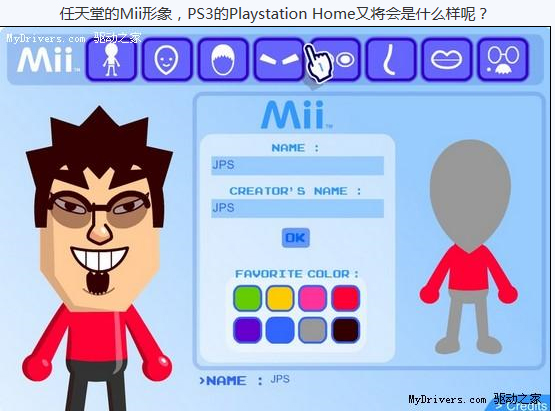 任天堂的Mii形象，PS3的Playstation Home又将会是什么样呢？
MyDrivers.com 驱动之家
Mii™
Mii™
NAME :
JPS
CREATOR'S NAME :
JPS
OK
FAVORITE COLOR :
>NAME : JPS
MyDrivers.com 驱动之家
> Credits